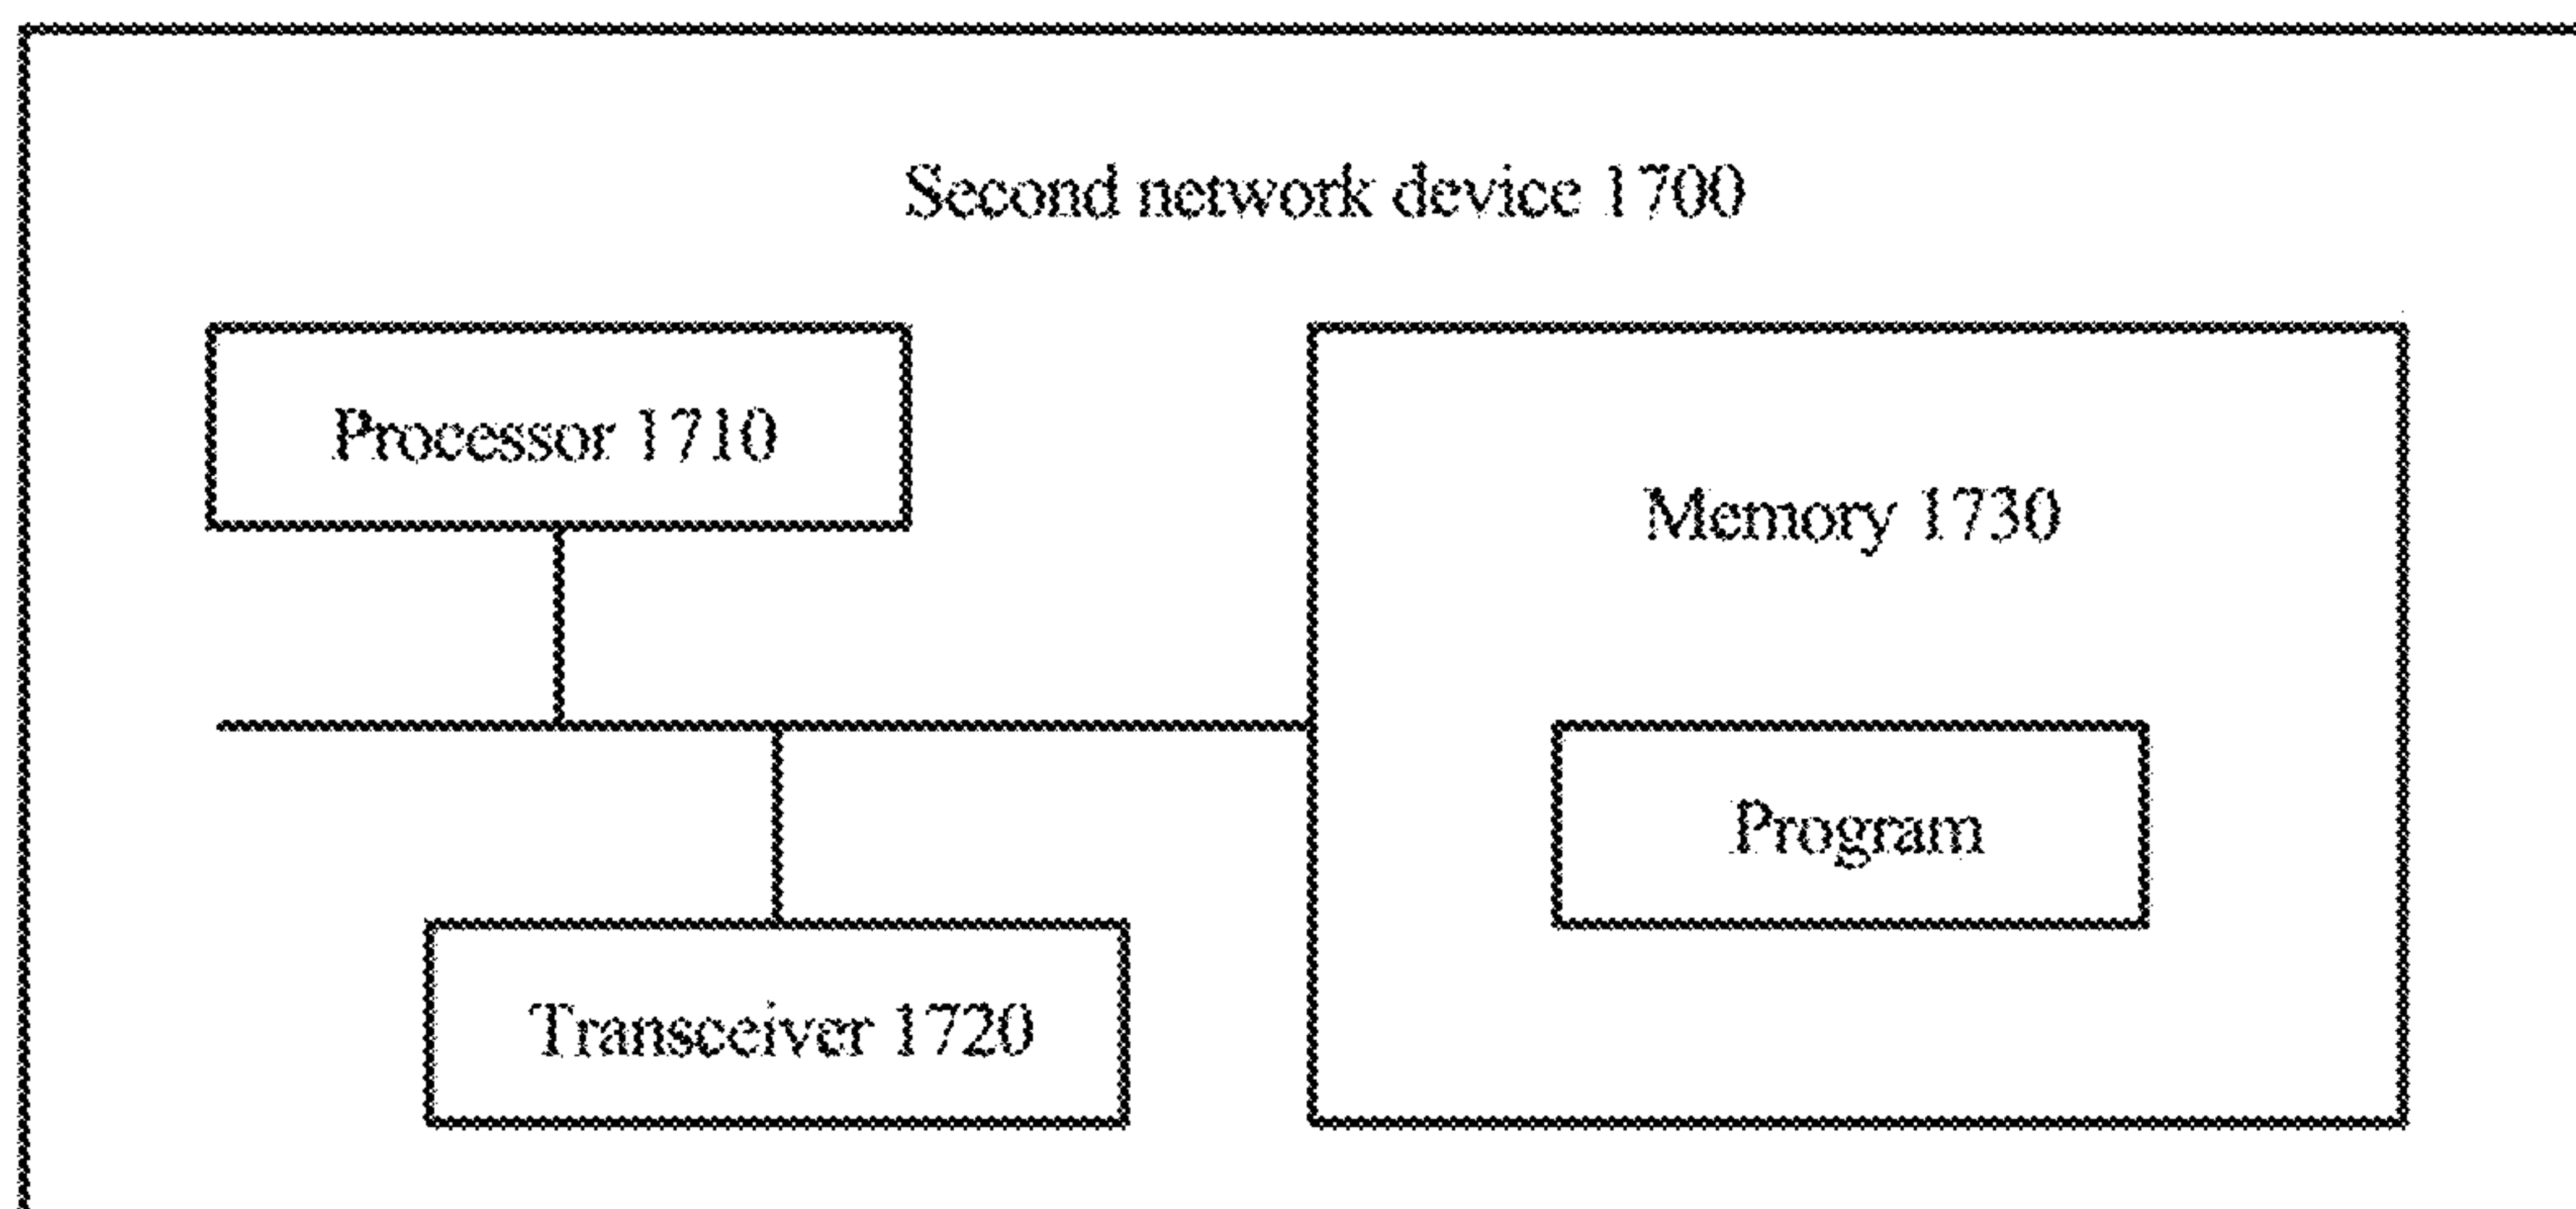 Second network device 1700
Processor 1710
Memory 1730
Program
Transceiver 1720